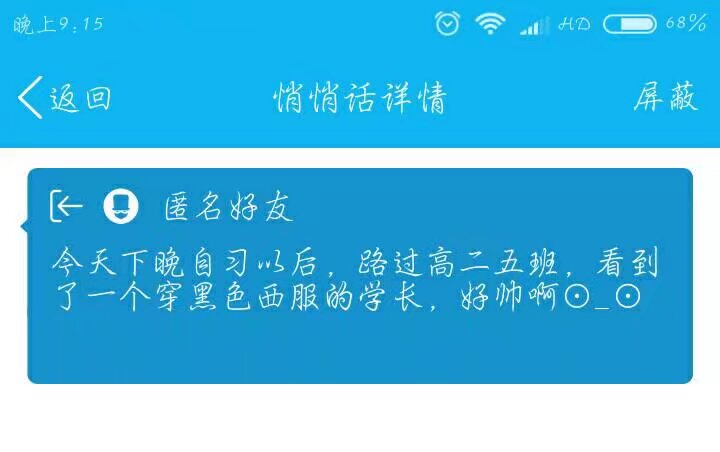 晚上9:15 HD 68%
返回 悄悄话详情 屏蔽
匿名好友
今天下晚自习以后，路过高二五班，看到
了一个穿黑色西服的学长，好帅啊⊙_⊙